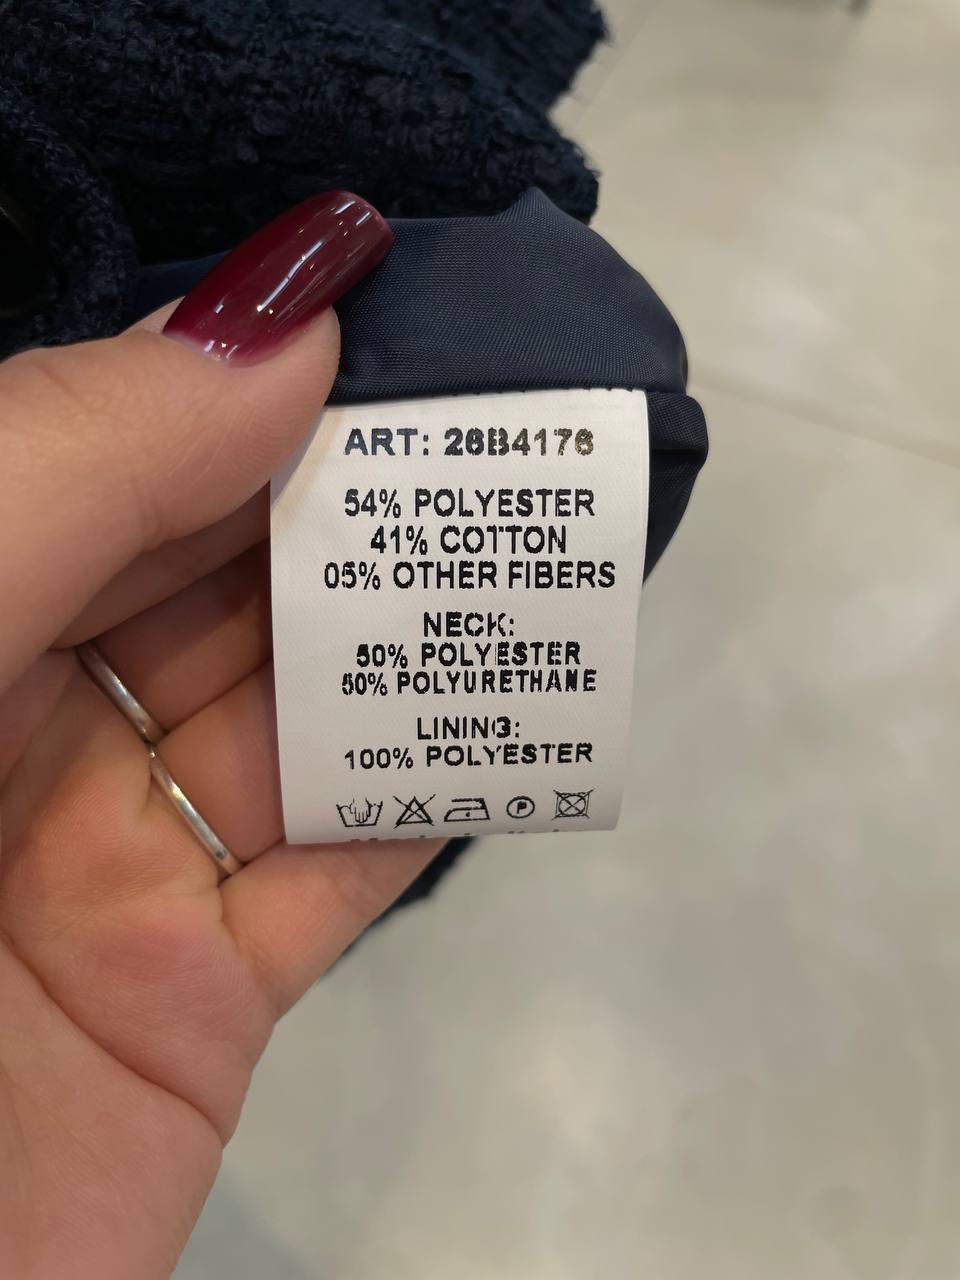 ART: 26B4176
54% POLYESTER
41% COTTON
05% OTHER FIBERS
NECK:
50% POLYESTER
50% POLYURETHANE
LINING:
100% POLYESTER
P